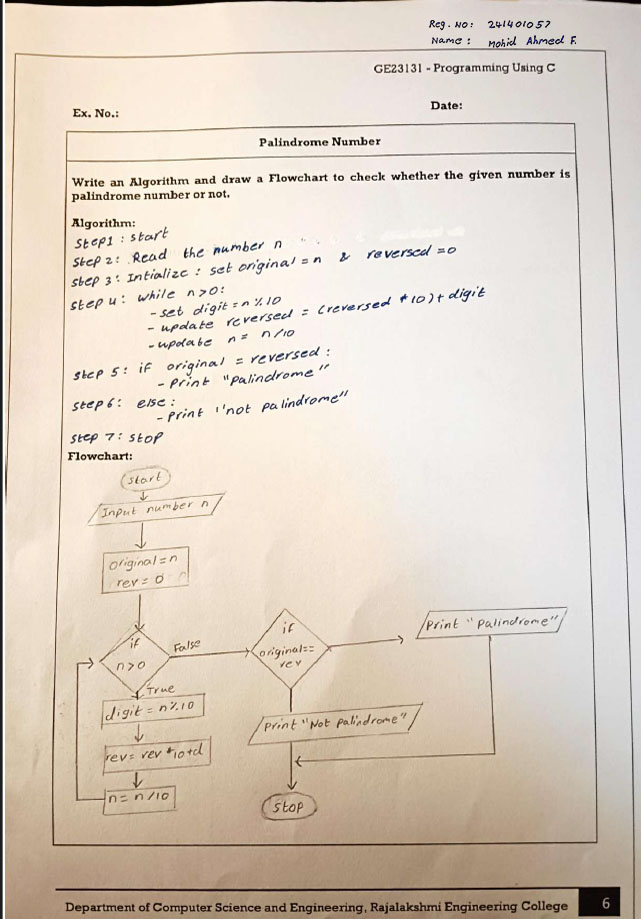 Reg. NO: 241401057
Name: Mohid Ahmed F.
GE23131 - Programming Using C
Ex. No.:
Date:
Palindrome Number
Write an Algorithm and draw a Flowchart to check whether the given number is
palindrome number or not.
Algorithm:
Step1 : start
Step 2: Read the number n
step 3: Intialize : set original = n & reversed = 0
step 4: while n>0:
- set digit = n % 10
- update reversed = (reversed * 10) + digit
- update n = n/10
step 5: if original = reversed :
- Print "palindrome"
step 6: else :
- print "not palindrome"
step 7: stop
Flowchart:
start
Input number n
original = n
rev = 0
if
n>0
False
True
digit = n%10
rev = rev *10+d
n = n/10
if
original==
rev
Print "palindrome"
Print "Not palindrome"
Stop
Department of Computer Science and Engineering, Rajalakshmi Engineering College
6